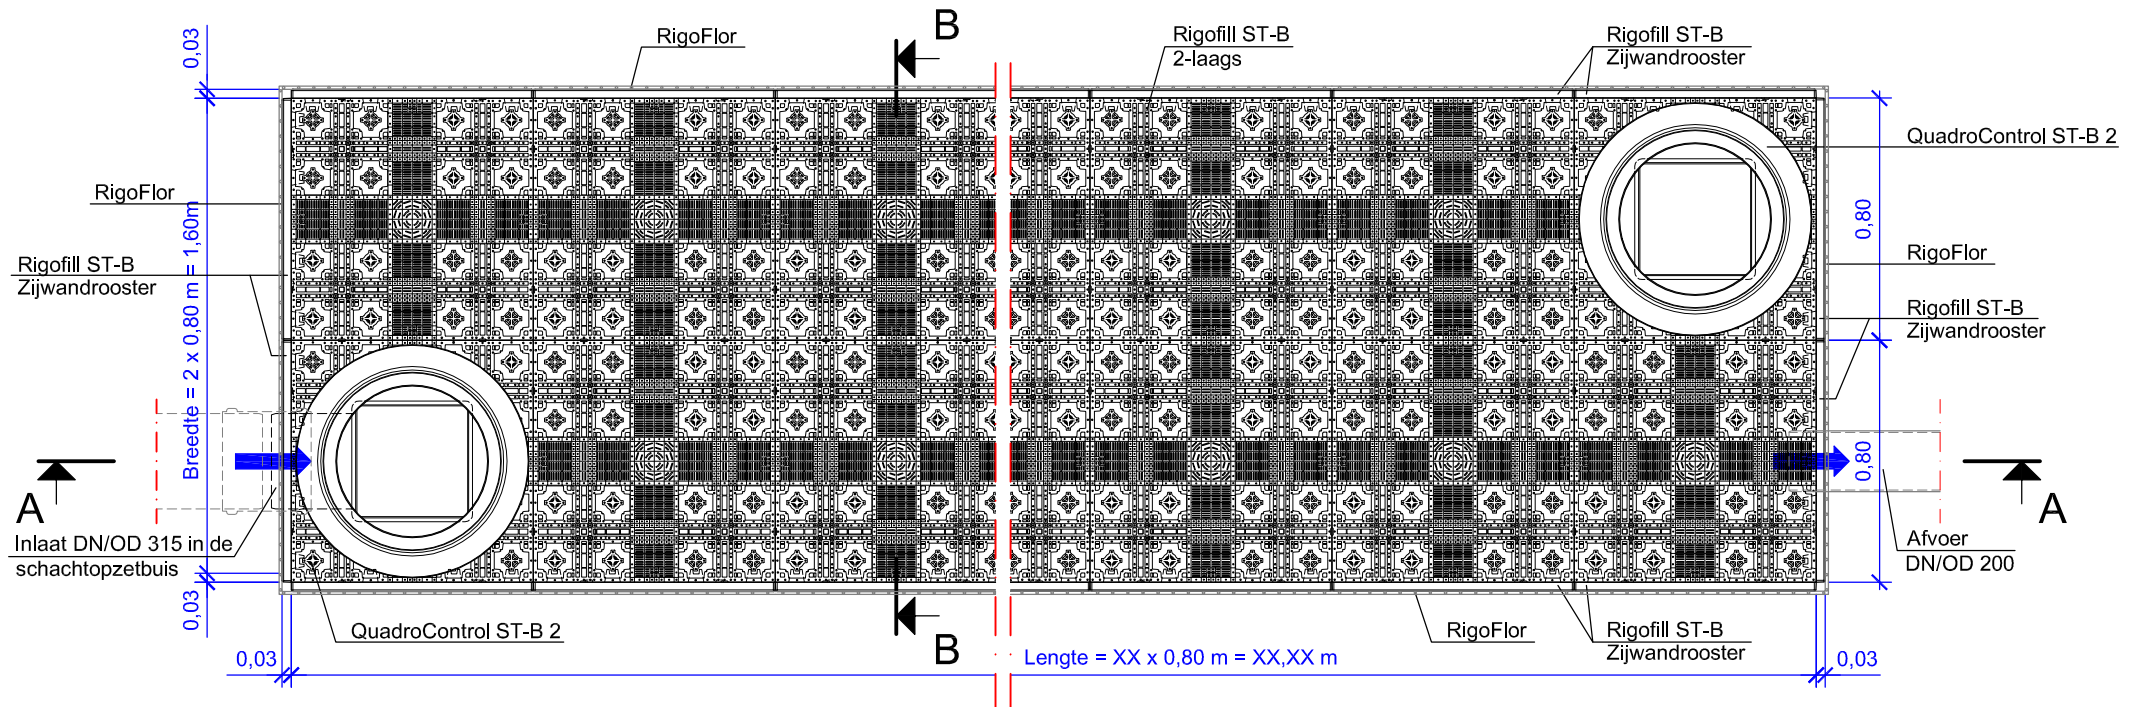 B
RigoFlor
Rigofill ST-B
2-laags
Rigofill ST-B
Zijwandrooster
0,03
QuadroControl ST-B 2
RigoFlor
0,80
Rigofill ST-B
Zijwandrooster
Breedte = 2 x 0,80 m = 1,60m
RigoFlor
Rigofill ST-B
Zijwandrooster
0,80
A
A
Inlaat DN/OD 315 in de
schachtopzetbuis
Afvoer
DN/OD 200
0,03
QuadroControl ST-B 2
B
RigoFlor
Rigofill ST-B
Zijwandrooster
0,03
Lengte = XX x 0,80 m = XX,XX m
0,03